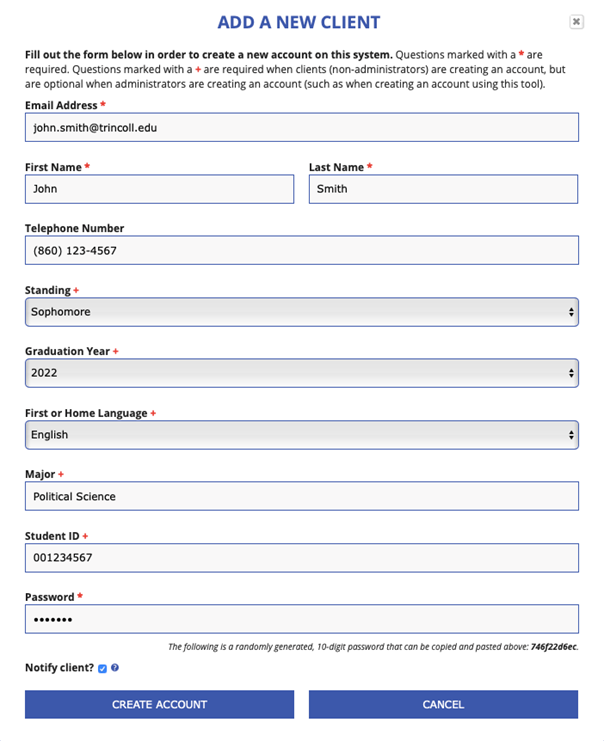 ADD A NEW CLIENT
Fill out the form below in order to create a new account on this system. Questions marked with a * are
required. Questions marked with a + are required when clients (non-administrators) are creating an account, but
are optional when administrators are creating an account (such as when creating an account using this tool).
Email Address *
john.smith@trincoll.edu
First Name * Last Name *
John Smith
Telephone Number
(860) 123-4567
Standing +
Sophomore
Graduation Year +
2022
First or Home Language +
English
Major +
Political Science
Student ID +
001234567
Password *
•••••••
The following is a randomly generated, 10-digit password that can be copied and pasted above: 746f22d6ec.
Notify client? ?
CREATE ACCOUNT CANCEL